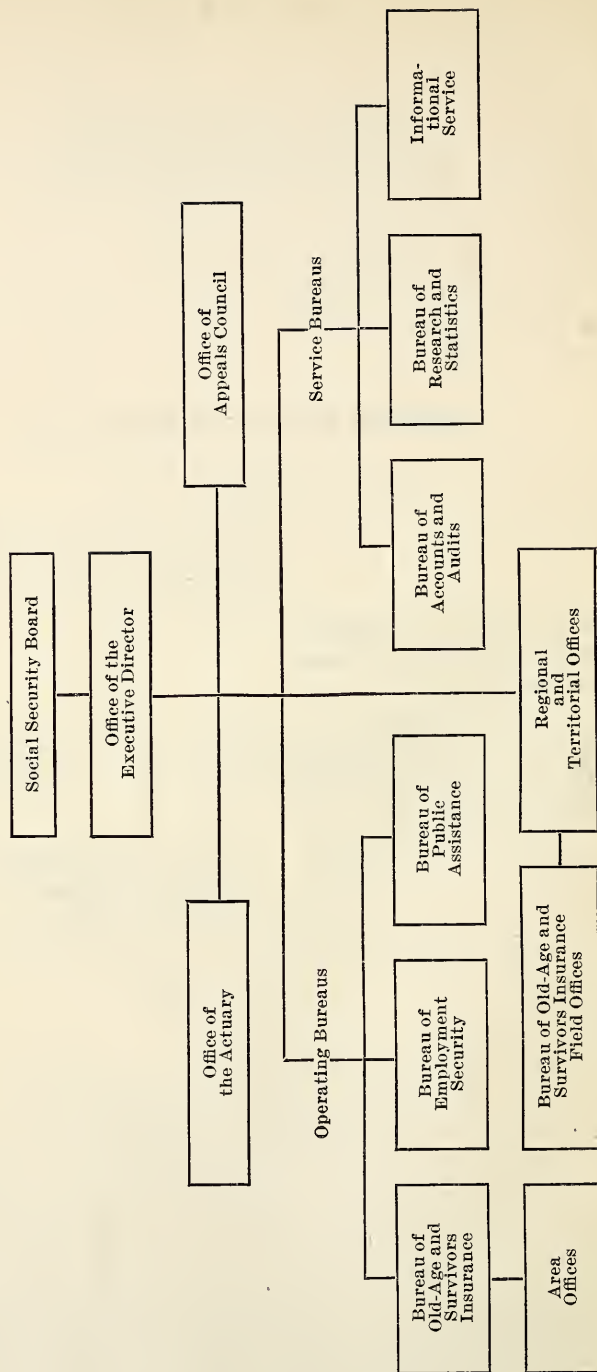 Social Security Board
Office of the
Executive Director
Office of
the Actuary
Office of
Appeals Council
Operating Bureaus
Service Bureaus
Bureau of
Old-Age and
Survivors
Insurance
Bureau of
Employment
Security
Bureau of
Public
Assistance
Bureau of
Accounts and
Audits
Bureau of
Research and
Statistics
Informa-
tional
Service
Area
Offices
Bureau of Old-Age and
Survivors Insurance
Field Offices
Regional
and
Territorial Offices